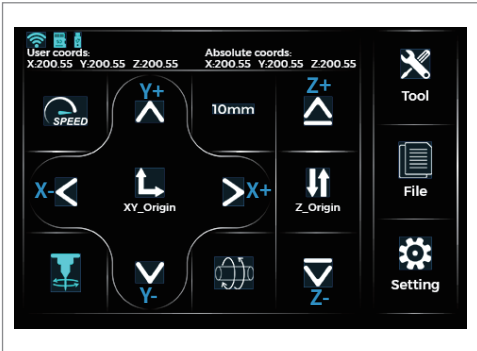 User coords:
Absolute coords:
X:200.55 Y:200.55 Z:200.55
X:200.55 Y:200.55 Z:200.55
Y+
Z+
SPEED
10mm
Tool
X-
X+
XY_Origin
Z_Origin
File
Y-
Z-
Setting